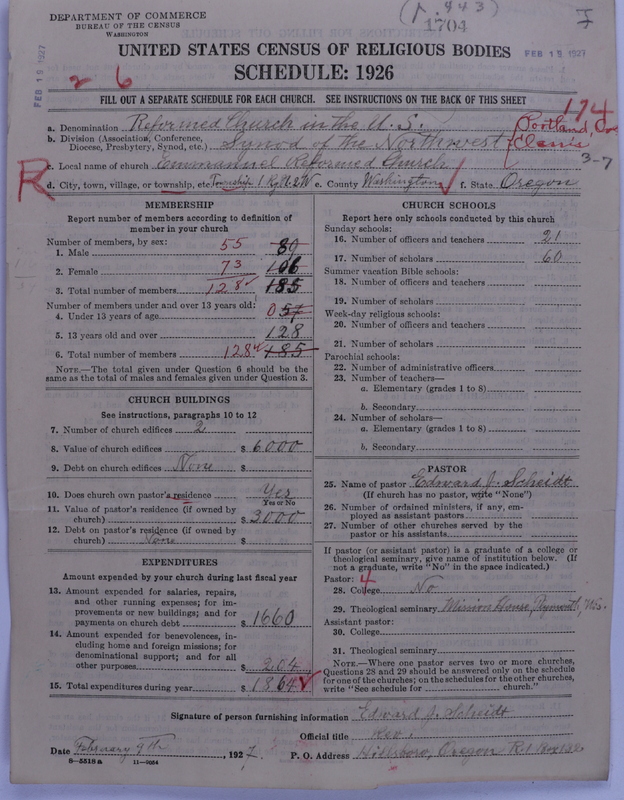 DEPARTMENT OF COMMERCE
BUREAU OF THE CENSUS
WASHINGTON
1704
FEB 15 1927
FEB 15 1927
UNITED STATES CENSUS OF RELIGIOUS BODIES
SCHEDULE: 1926
2 6
FILL OUT A SEPARATE SCHEDULE FOR EACH CHURCH. SEE INSTRUCTIONS ON THE BACK OF THIS SHEET
174
a. Denomination Reformed Church in the U. S.
b. Division (Association, Conference, Diocese, Presbytery, Synod, etc.) Synod of the Northwest
Portland, Ore
Classis
3-7
R
c. Local name of church Emmanuel Reformed Church
d. City, town, village, or township, etc. Township 1 e. County Washington f. State Oregon
MEMBERSHIP
Report number of members according to definition of member in your church
Number of members, by sex:
1. Male 55
2. Female 73 106
3. Total number of members 128 185
Number of members under and over 13 years old:
4. Under 13 years of age 0 57
5. 13 years old and over 128
6. Total number of members 128 185
NOTE.—The total given under Question 6 should be the same as the total of males and females given under Question 3.
CHURCH BUILDINGS
See instructions, paragraphs 10 to 12
7. Number of church edifices 2
8. Value of church edifices $ 6000
9. Debt on church edifices None $
10. Does church own pastor's residence Yes
Yes or No
11. Value of pastor's residence (if owned by church) $ 3000
12. Debt on pastor's residence (if owned by church) None $
EXPENDITURES
Amount expended by your church during last fiscal year
13. Amount expended for salaries, repairs, and other running expenses; for improvements or new buildings; and for payments on church debt $ 1660
14. Amount expended for benevolences, including home and foreign missions; for denominational support; and for all other purposes $ 204
15. Total expenditures during year $ 1864
CHURCH SCHOOLS
Report here only schools conducted by this church
Sunday schools:
16. Number of officers and teachers 21
17. Number of scholars 60
Summer vacation Bible schools:
18. Number of officers and teachers
19. Number of scholars
Week-day religious schools:
20. Number of officers and teachers
21. Number of scholars
Parochial schools:
22. Number of administrative officers
23. Number of teachers—
a. Elementary (grades 1 to 8)
b. Secondary
24. Number of scholars—
a. Elementary (grades 1 to 8)
b. Secondary
PASTOR
25. Name of pastor Edward J. Scheidt
(If church has no pastor, write "None")
26. Number of ordained ministers, if any, employed as assistant pastors
27. Number of other churches served by the pastor or his assistants
If pastor (or assistant pastor) is a graduate of a college or theological seminary, give name of institution below. (If not a graduate, write "No" in the space indicated.)
Pastor: 4
28. College No
29. Theological seminary Mission House, Plymouth, Wis.
Assistant pastor:
30. College
31. Theological seminary
NOTE.—Where one pastor serves two or more churches, Questions 28 and 29 should be answered only on the schedule for one of the churches; on the schedules for the other churches, write "See schedule for church."
Signature of person furnishing information Edward J. Scheidt
Official title Rev.
Date February 9th, 1927. P. O. Address Hillsboro, Oregon R.1
8—5518a 11—9064